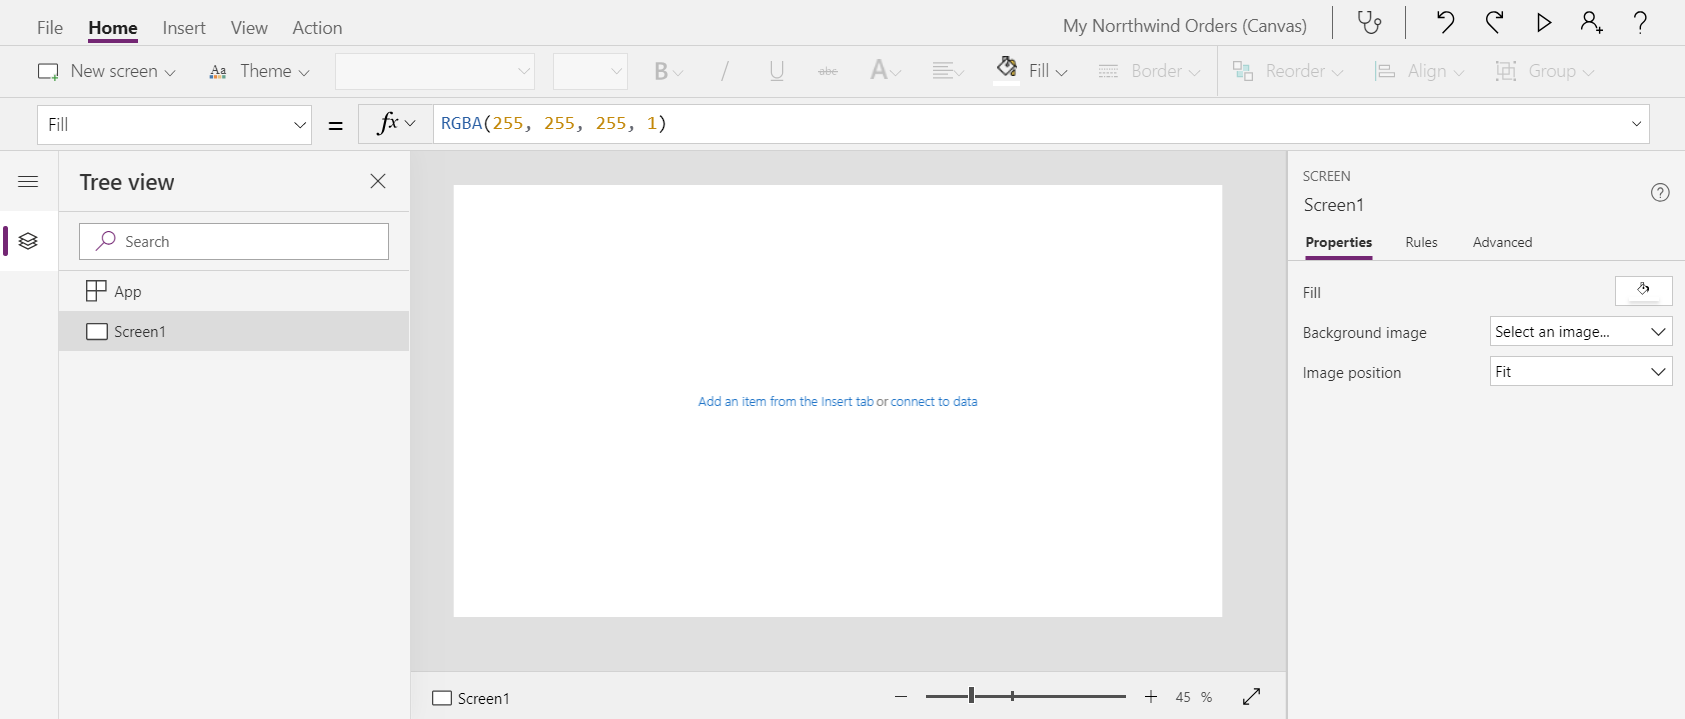 File Home Insert View Action My Norrthwind Orders (Canvas) ?
New screen Aa Theme B / U abc A Fill Border Reorder Align Group
Fill = fx RGBA(255, 255, 255, 1)
Tree view
Search
App
Screen1
Add an item from the Insert tab or connect to data
Screen1
45 %
SCREEN
Screen1
?
Properties Rules Advanced
Fill
Background image Select an image...
Image position Fit